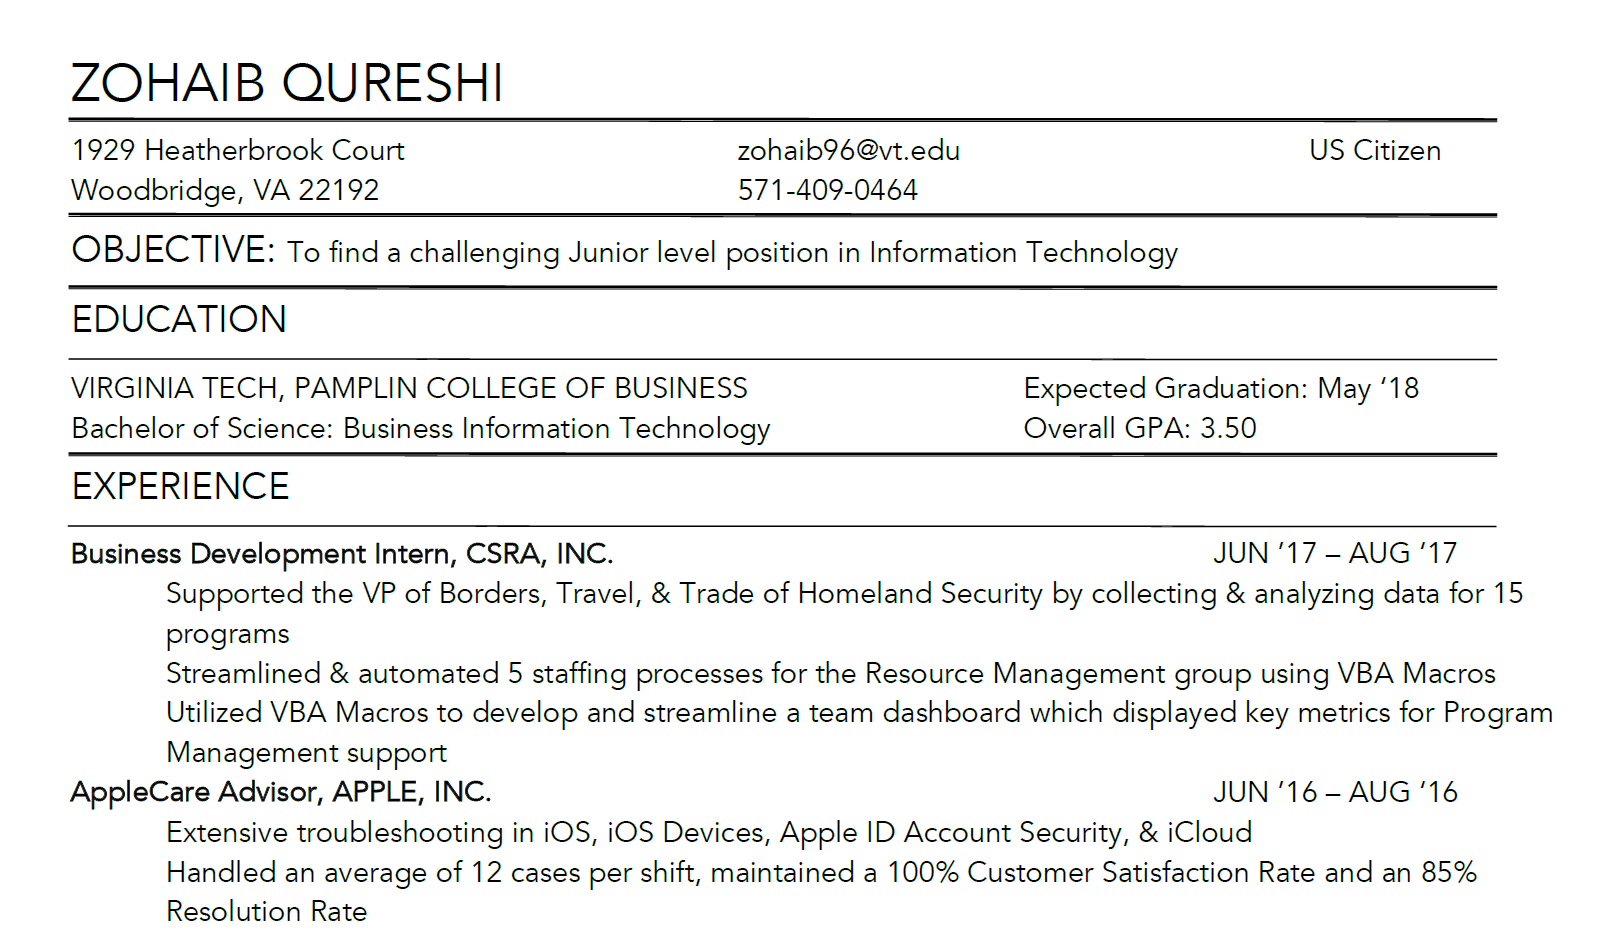 ZOHAIB QURESHI
1929 Heatherbrook Court zohaib96@vt.edu US Citizen
Woodbridge, VA 22192 571-409-0464
OBJECTIVE: To find a challenging Junior level position in Information Technology
EDUCATION
VIRGINIA TECH, PAMPLIN COLLEGE OF BUSINESS Expected Graduation: May ’18
Bachelor of Science: Business Information Technology Overall GPA: 3.50
EXPERIENCE
Business Development Intern, CSRA, INC. JUN ’17 – AUG ’17
Supported the VP of Borders, Travel, & Trade of Homeland Security by collecting & analyzing data for 15
programs
Streamlined & automated 5 staffing processes for the Resource Management group using VBA Macros
Utilized VBA Macros to develop and streamline a team dashboard which displayed key metrics for Program
Management support
AppleCare Advisor, APPLE, INC. JUN ’16 – AUG ’16
Extensive troubleshooting in iOS, iOS Devices, Apple ID Account Security, & iCloud
Handled an average of 12 cases per shift, maintained a 100% Customer Satisfaction Rate and an 85%
Resolution Rate